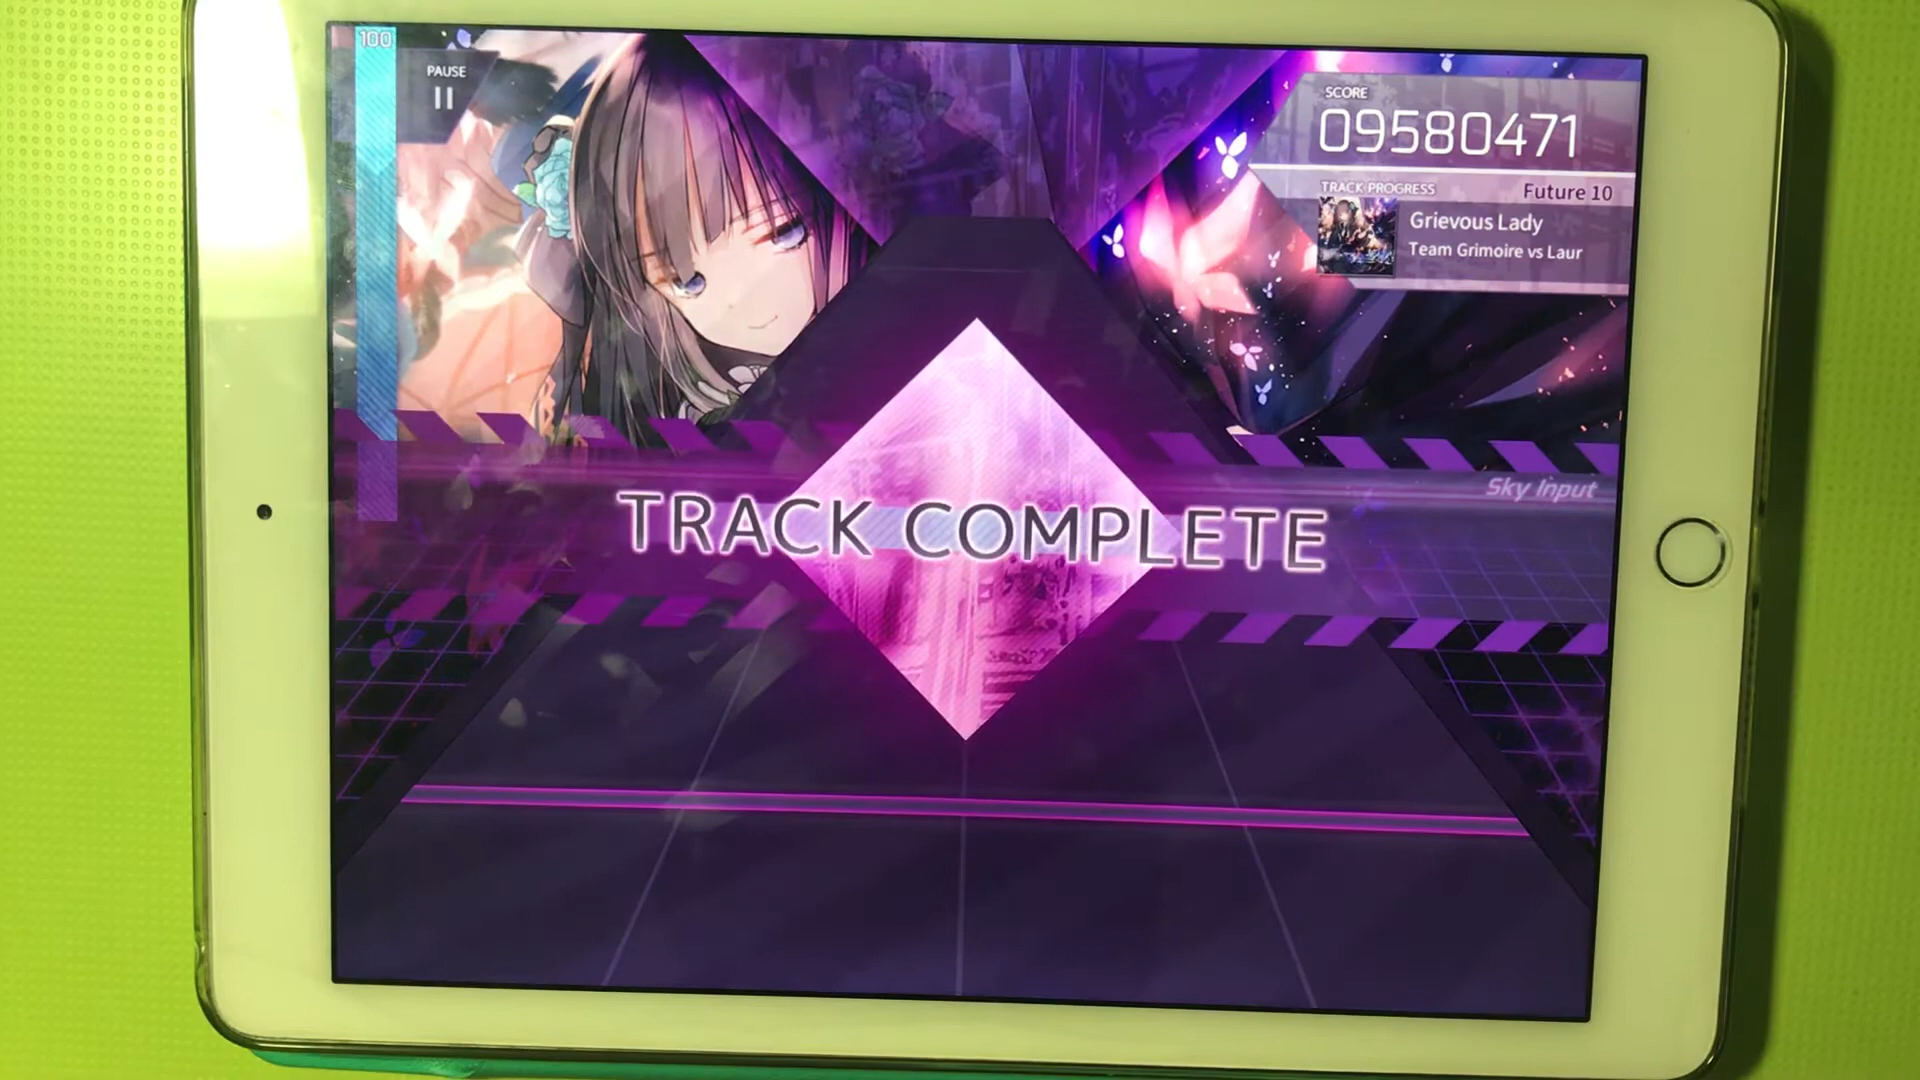 100
PAUSE
SCORE
09580471
TRACK PROGRESS
Future 10
Grievous Lady
Team Grimoire vs Laur
Sky Input
TRACK COMPLETE